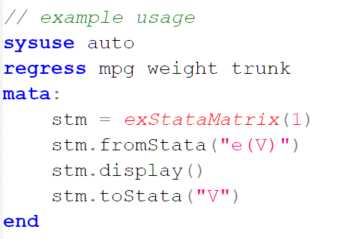 // example usage
sysuse auto
regress mpg weight trunk
mata:
    stm = exStataMatrix(1)
    stm.fromStata("e(V)")
    stm.display()
    stm.toStata("V")
end